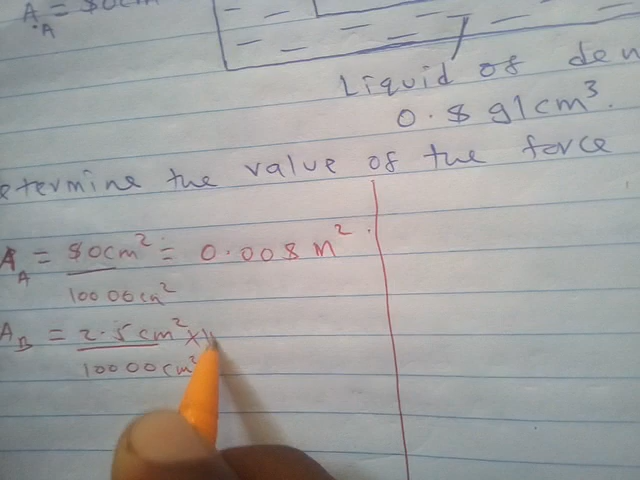 A
A = 80cm
Liquid of den
0.8 g/cm³.
etermine the value of the force
A_A = 80cm² = 0.008 m².
10000cm²
A_B = 2.5cm² x
10000cm²